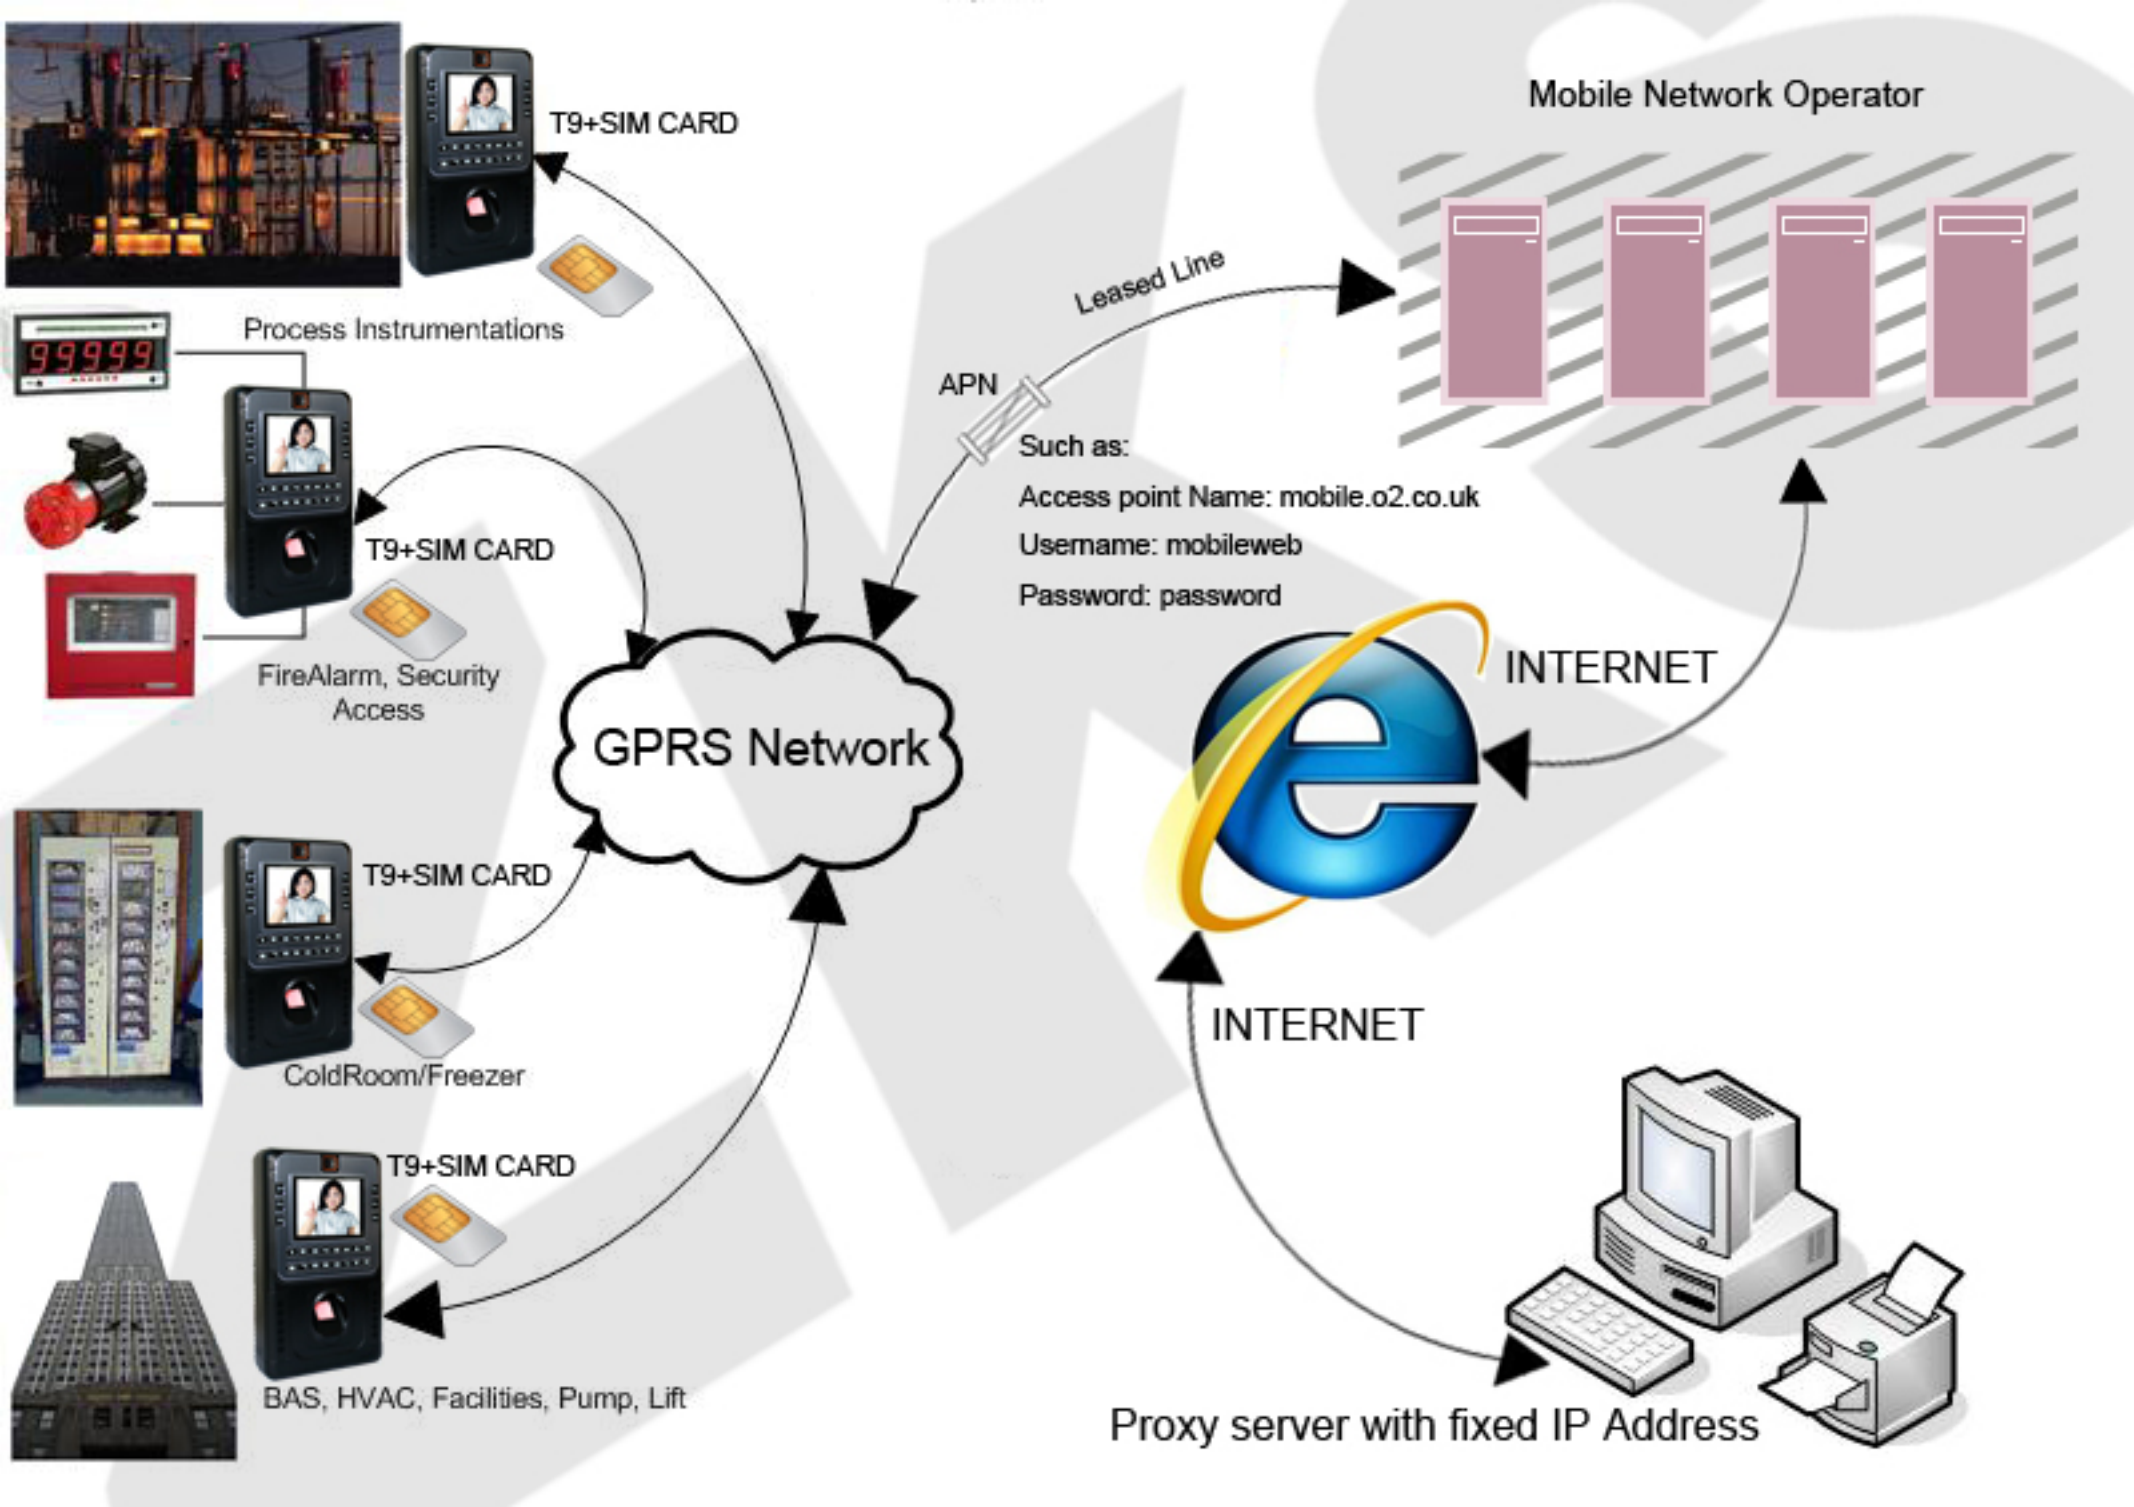 T9+SIM CARD
Mobile Network Operator
Leased Line
Process Instrumentations
99999
APN
Such as:
Access point Name: mobile.o2.co.uk
Username: mobileweb
Password: password
T9+SIM CARD
FireAlarm, Security
Access
INTERNET
GPRS Network
T9+SIM CARD
ColdRoom/Freezer
INTERNET
T9+SIM CARD
BAS, HVAC, Facilities, Pump, Lift
Proxy server with fixed IP Address